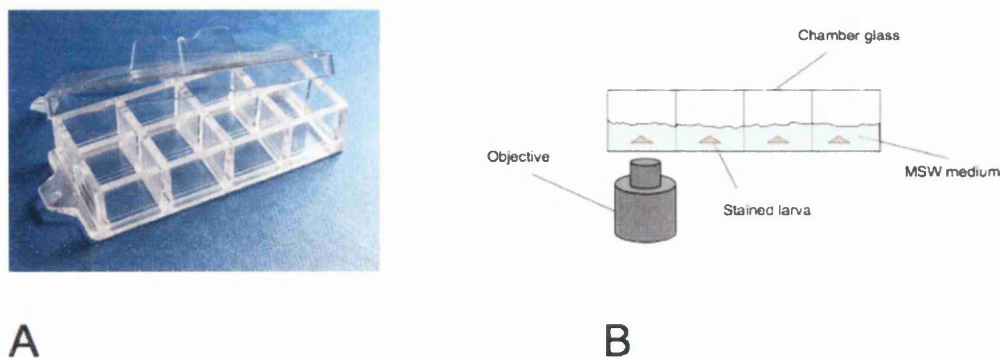 Chamber glass
Objective
MSW medium
Stained larva
A
B